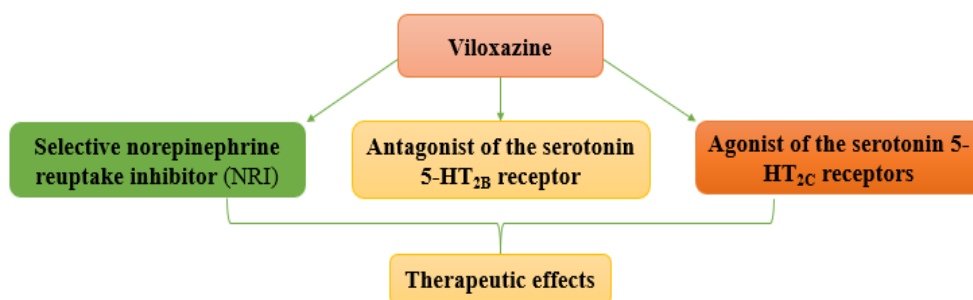 Viloxazine
Selective norepinephrine
reuptake inhibitor (NRI)
Antagonist of the serotonin
5-HT2B receptor
Agonist of the serotonin 5-
HT2C receptors
Therapeutic effects